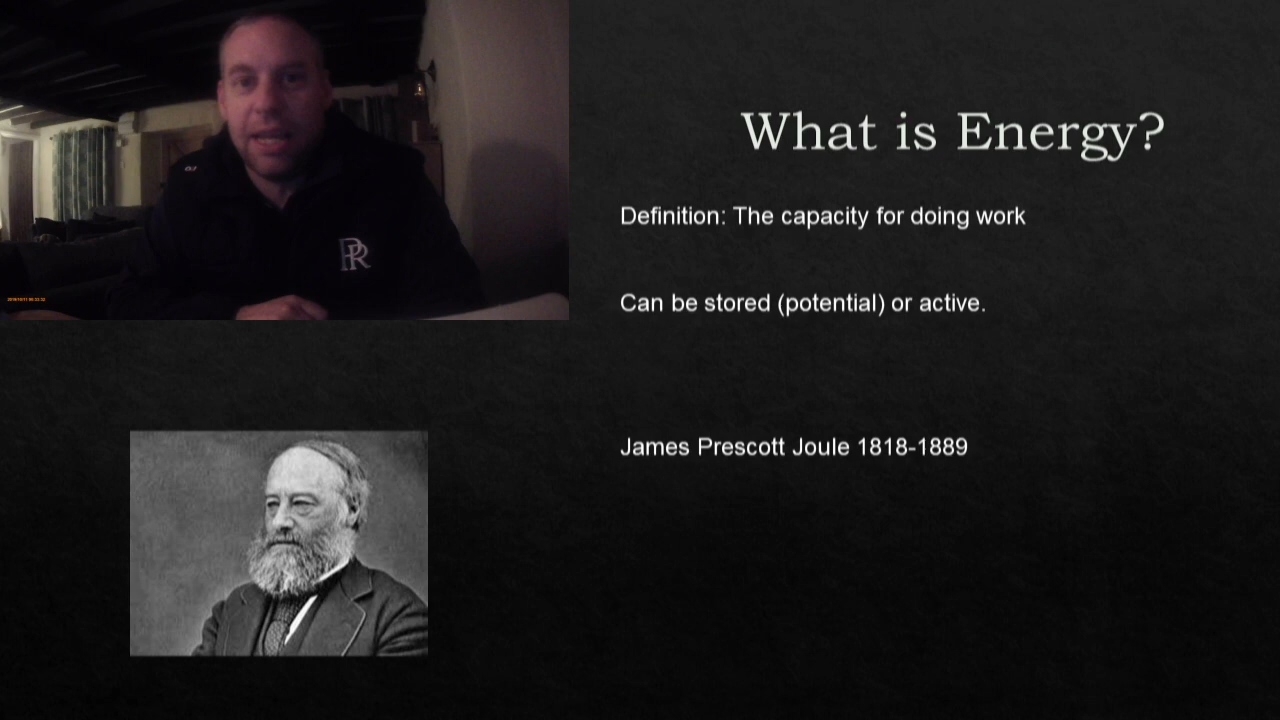 What is Energy?
Definition: The capacity for doing work
Can be stored (potential) or active.
James Prescott Joule 1818-1889
RR